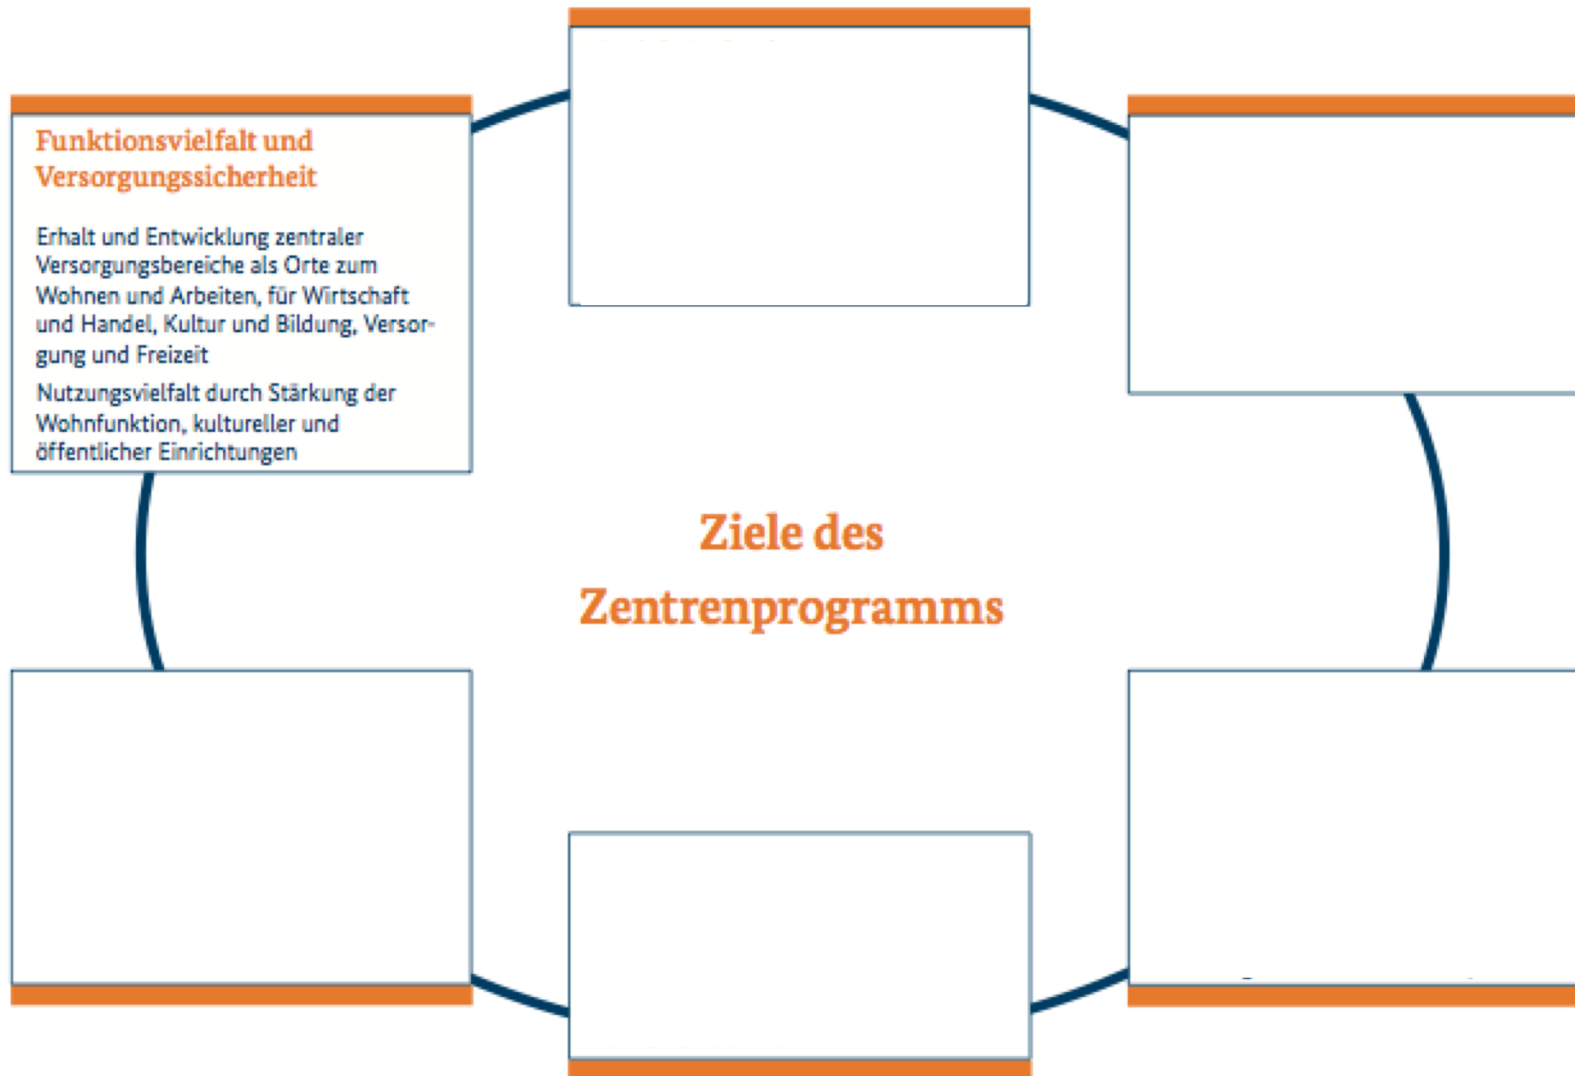 Funktionsvielfalt und
Versorgungssicherheit
Erhalt und Entwicklung zentraler
Versorgungsbereiche als Orte zum
Wohnen und Arbeiten, für Wirtschaft
und Handel, Kultur und Bildung, Versor-
gung und Freizeit
Nutzungsvielfalt durch Stärkung der
Wohnfunktion, kultureller und
öffentlicher Einrichtungen
Ziele des
Zentrenprogramms